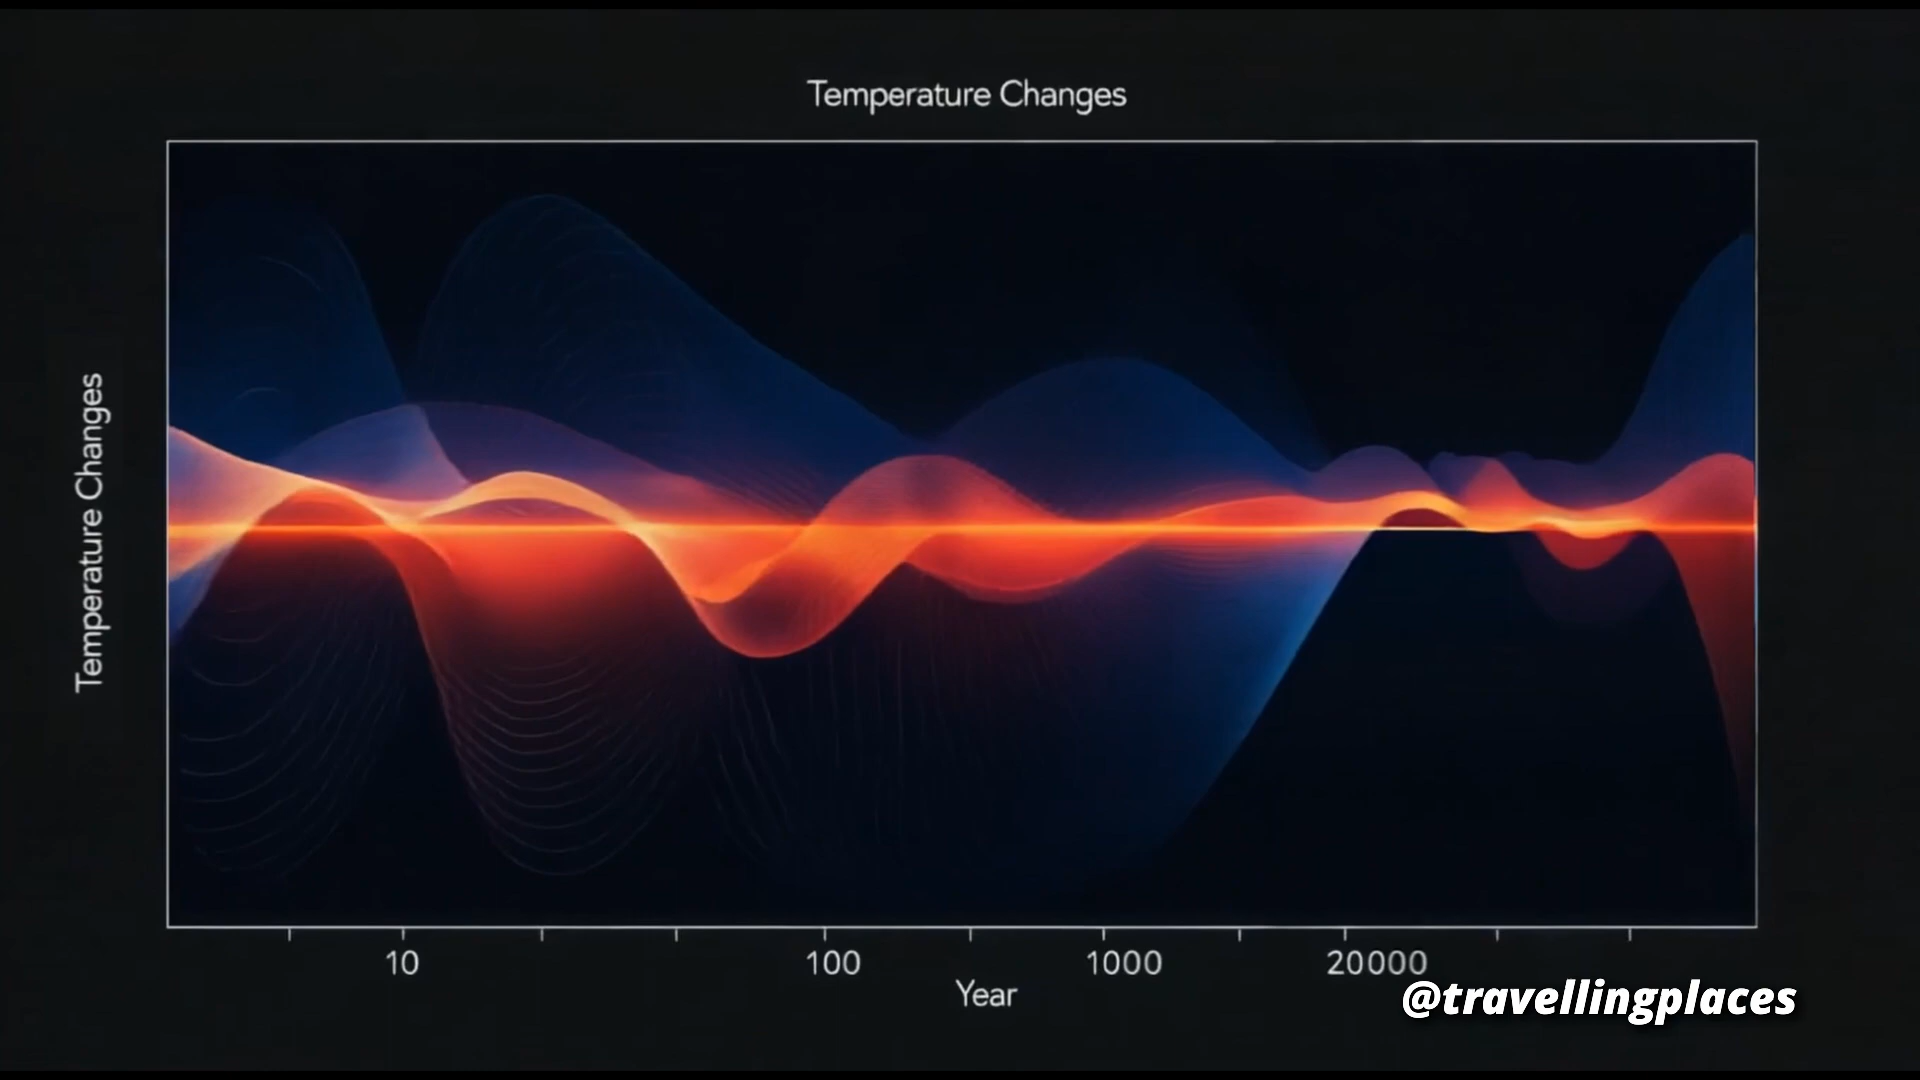 Temperature Changes
Temperature Changes
10 100 1000 20000
Year
@travellingplaces